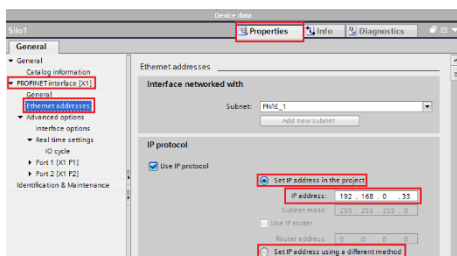 Device data
Silo1
Properties
Info
Diagnostics
General
General
Catalog information
PROFINET interface [X1]
General
Ethernet addresses
Advanced options
Interface options
Real time settings
IO cycle
Port 1 [X1 P1]
Port 2 [X1 P2]
Identification & Maintenance
Ethernet addresses
Interface networked with
Subnet: PN/IE_1
Add new subnet
IP protocol
Use IP protocol
Set IP address in the project
IP address: 192 . 168 . 0 . 33
Subnet mask: 255 . 255 . 255 . 0
Use IP router
Router address: 0 . 0 . 0 . 0
Set IP address using a different method